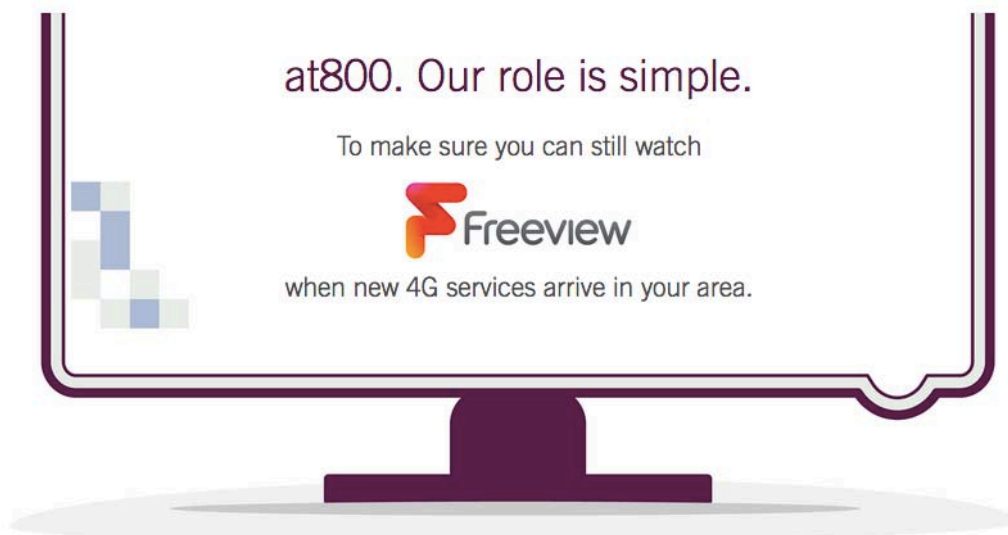 at800. Our role is simple.
To make sure you can still watch
Freeview
when new 4G services arrive in your area.